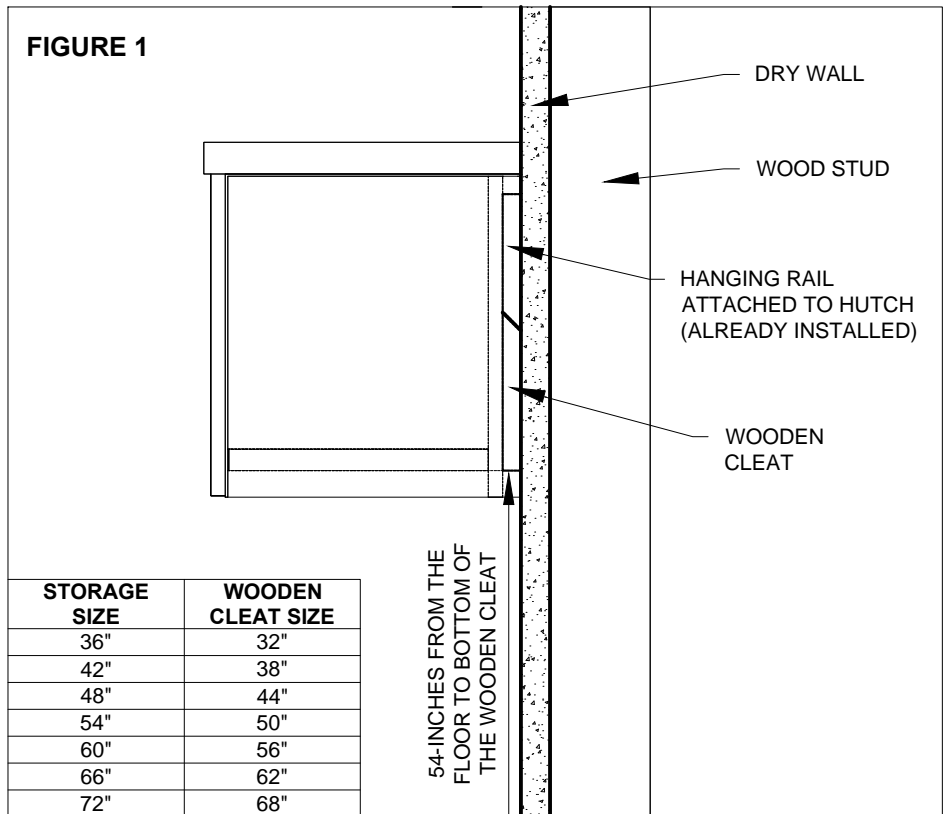 FIGURE 1
DRY WALL
WOOD STUD
HANGING RAIL
ATTACHED TO HUTCH
(ALREADY INSTALLED)
WOODEN
CLEAT
54-INCHES FROM THE
FLOOR TO BOTTOM OF
THE WOODEN CLEAT
STORAGE SIZE WOODEN CLEAT SIZE
36" 32"
42" 38"
48" 44"
54" 50"
60" 56"
66" 62"
72" 68"